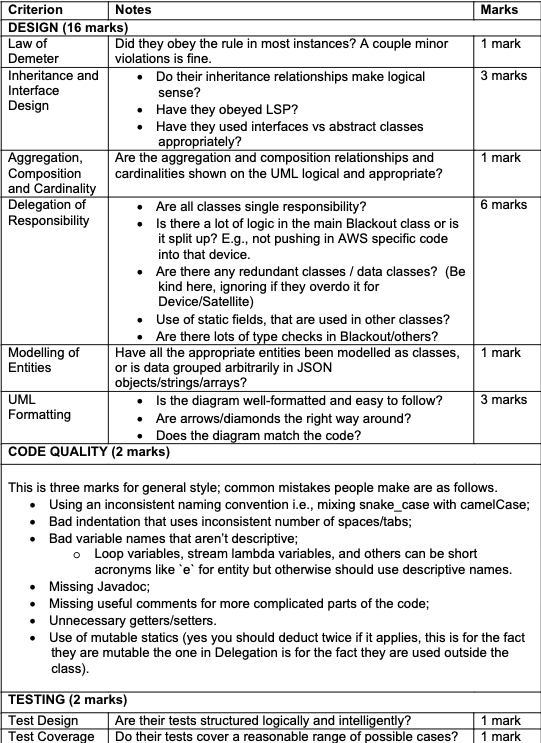 Criterion Notes Marks
DESIGN (16 marks)
Law of Demeter Did they obey the rule in most instances? A couple minor violations is fine. 1 mark
Inheritance and Interface Design
• Do their inheritance relationships make logical sense?
• Have they obeyed LSP?
• Have they used interfaces vs abstract classes appropriately?
3 marks
Aggregation, Composition and Cardinality
Are the aggregation and composition relationships and cardinalities shown on the UML logical and appropriate?
1 mark
Delegation of Responsibility
• Are all classes single responsibility?
• Is there a lot of logic in the main Blackout class or is it split up? E.g., not pushing in AWS specific code into that device.
• Are there any redundant classes / data classes? (Be kind here, ignoring if they overdo it for Device/Satellite)
• Use of static fields, that are used in other classes?
• Are there lots of type checks in Blackout/others?
6 marks
Modelling of Entities
Have all the appropriate entities been modelled as classes, or is data grouped arbitrarily in JSON objects/strings/arrays?
1 mark
UML Formatting
• Is the diagram well-formatted and easy to follow?
• Are arrows/diamonds the right way around?
• Does the diagram match the code?
3 marks
CODE QUALITY (2 marks)
This is three marks for general style; common mistakes people make are as follows.
• Using an inconsistent naming convention i.e., mixing snake_case with camelCase;
• Bad indentation that uses inconsistent number of spaces/tabs;
• Bad variable names that aren't descriptive;
o Loop variables, stream lambda variables, and others can be short
acronyms like `e` for entity but otherwise should use descriptive names.
• Missing Javadoc;
• Missing useful comments for more complicated parts of the code;
• Unnecessary getters/setters.
• Use of mutable statics (yes you should deduct twice if it applies, this is for the fact
they are mutable the one in Delegation is for the fact they are used outside the
class).
TESTING (2 marks)
Test Design Are their tests structured logically and intelligently? 1 mark
Test Coverage Do their tests cover a reasonable range of possible cases? 1 mark